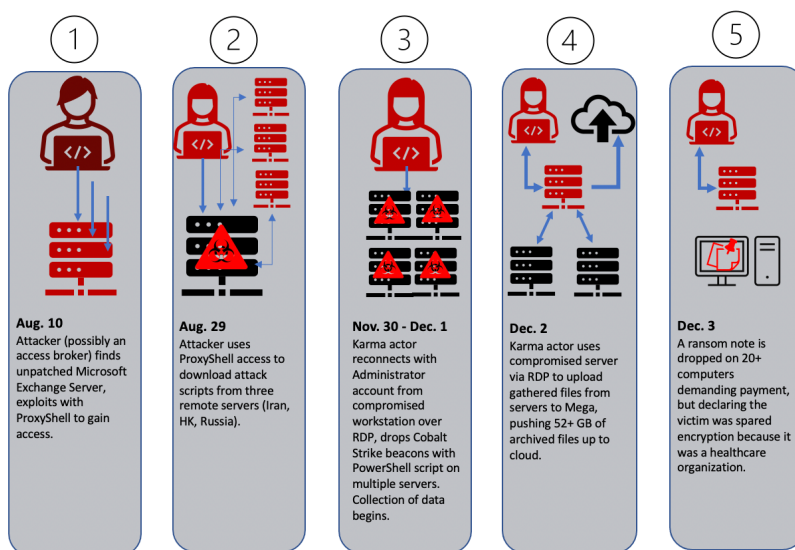 1
2
3
4
5
</>
</>
</>
</>
</>
Aug. 10
Attacker (possibly an
access broker) finds
unpatched Microsoft
Exchange Server,
exploits with
ProxyShell to gain
access.
Aug. 29
Attacker uses
ProxyShell access to
download attack
scripts from three
remote servers (Iran,
HK, Russia).
Nov. 30 - Dec. 1
Karma actor
reconnects with
Administrator
account from
compromised
workstation over
RDP, drops Cobalt
Strike beacons with
PowerShell script on
multiple servers.
Collection of data
begins.
Dec. 2
Karma actor uses
compromised server
via RDP to upload
gathered files from
servers to Mega,
pushing 52+ GB of
archived files up to
cloud.
Dec. 3
A ransom note is
dropped on 20+
computers
demanding payment,
but declaring the
victim was spared
encryption because it
was a healthcare
organization.